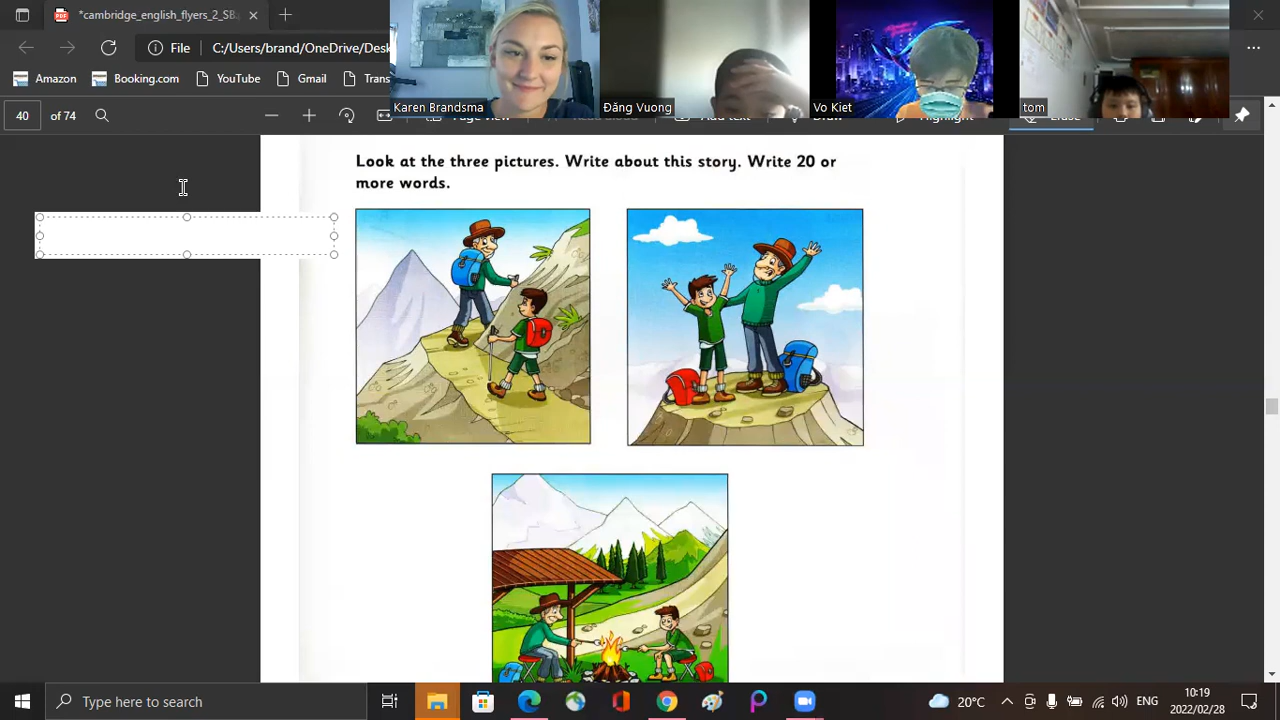 *cambridge_english_flyers_2_SB
File
C:/Users/brand/OneDrive/Desk
Amazon
Booking.com
YouTube
Gmail
Trans
Karen Brandsma
Đăng Vuong
Vo Kiet
tom
40 of 74
Look at the three pictures. Write about this story. Write 20 or
more words.
Type here to search
20°C
ENG
10:19
2022/02/28